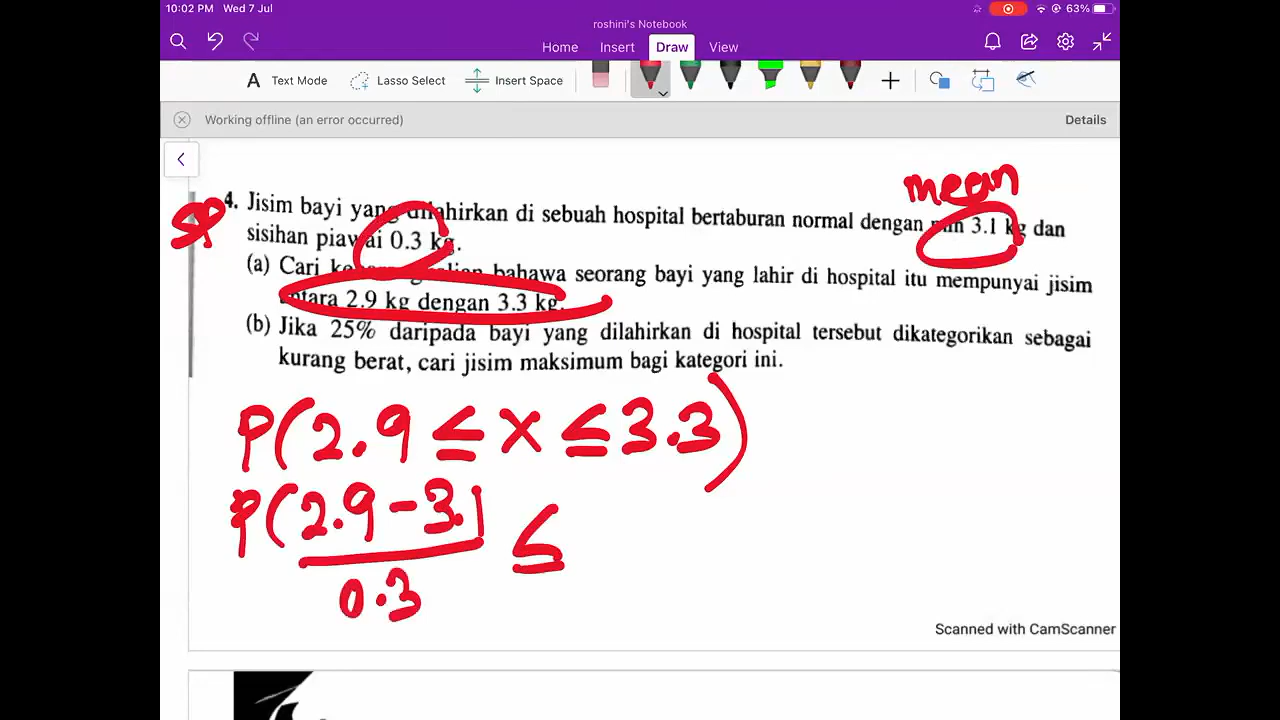 10:02 PM Wed 7 Jul
63%
roshini's Notebook
Home Insert Draw View
Text Mode Lasso Select Insert Space
Working offline (an error occurred) Details
mean
SP
4. Jisim bayi yang dilahirkan di sebuah hospital bertaburan normal dengan min 3.1 kg dan
sisihan piawai 0.3 kg.
(a) Cari bahawa seorang bayi yang lahir di hospital itu mempunyai jisim
antara 2.9 kg dengan 3.3 kg.
(b) Jika 25% daripada bayi yang dilahirkan di hospital tersebut dikategorikan sebagai
kurang berat, cari jisim maksimum bagi kategori ini.
P(2.9 ≤ X ≤ 3.3)
P(2.9 - 3.1 ≤
0.3
Scanned with CamScanner